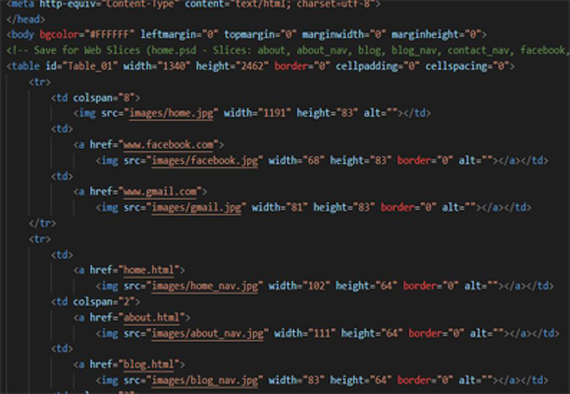 <meta http-equiv="Content-Type" content="text/html; charset=utf-8">
</head>
<body bgcolor="#FFFFFF" leftmargin="0" topmargin="0" marginwidth="0" marginheight="0">
<!-- Save for Web Slices (home.psd - Slices: about, about_nav, blog, blog_nav, contact_nav, facebook,
<table id="Table_01" width="1340" height="2462" border="0" cellpadding="0" cellspacing="0">
<tr>
<td colspan="8">
<img src="images/home.jpg" width="1191" height="83" alt=""></td>
<td>
<a href="www.facebook.com">
<img src="images/facebook.jpg" width="68" height="83" border="0" alt=""></a></td>
<td>
<a href="www.gmail.com">
<img src="images/gmail.jpg" width="81" height="83" border="0" alt=""></a></td>
</tr>
<tr>
<td>
<a href="home.html">
<img src="images/home_nav.jpg" width="102" height="64" border="0" alt=""></a></td>
<td colspan="2">
<a href="about.html">
<img src="images/about_nav.jpg" width="111" height="64" border="0" alt=""></a></td>
<td>
<a href="blog.html">
<img src="images/blog_nav.jpg" width="83" height="64" border="0" alt=""></a></td>